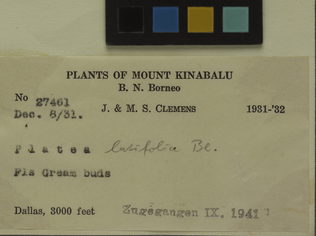 PLANTS OF MOUNT KINABALU
B. N. Borneo
No 27461
Dec. 8/31.
J. & M. S. CLEMENS 1931-'32
Platea latifolia Bl.
Fls Cream buds
Dallas, 3000 feet Zugegangen IX. 1941